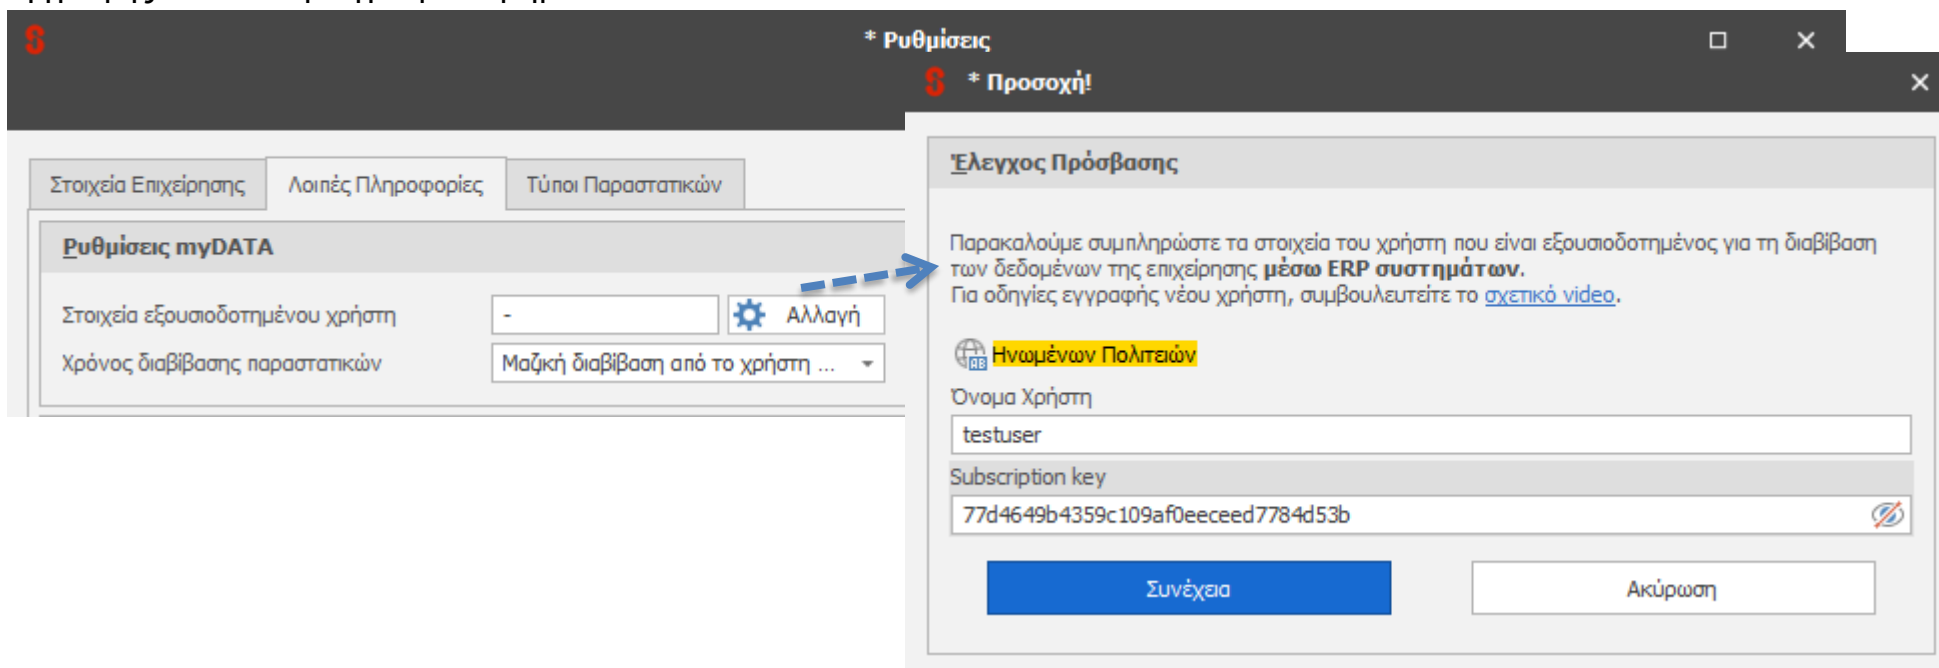 * Ρυθμίσεις
Στοιχεία Επιχείρησης
Λοιπές Πληροφορίες
Τύποι Παραστατικών
Ρυθμίσεις myDATA
Στοιχεία εξουσιοδοτημένου χρήστη
-
Αλλαγή
Χρόνος διαβίβασης παραστατικών
Μαζική διαβίβαση από το χρήστη ...
* Προσοχή!
Έλεγχος Πρόσβασης
Παρακαλούμε συμπληρώστε τα στοιχεία του χρήστη που είναι εξουσιοδοτημένος για τη διαβίβαση
των δεδομένων της επιχείρησης μέσω ERP συστημάτων.
Για οδηγίες εγγραφής νέου χρήστη, συμβουλευτείτε το σχετικό video.
Ηνωμένων Πολιτειών
Όνομα Χρήστη
testuser
Subscription key
77d4649b4359c109af0eeceed7784d53b
Συνέχεια
Ακύρωση